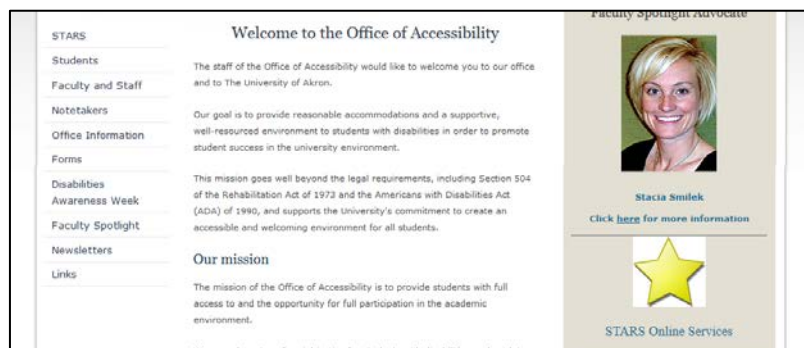 STARS
Students
Faculty and Staff
Notetakers
Office Information
Forms
Disabilities
Awareness Week
Faculty Spotlight
Newsletters
Links
Welcome to the Office of Accessibility
The staff of the Office of Accessibility would like to welcome you to our office
and to The University of Akron.
Our goal is to provide reasonable accommodations and a supportive,
well-resourced environment to students with disabilities in order to promote
student success in the university environment.
This mission goes well beyond the legal requirements, including Section 504
of the Rehabilitation Act of 1973 and the Americans with Disabilities Act
(ADA) of 1990, and supports the University's commitment to create an
accessible and welcoming environment for all students.
Our mission
The mission of the Office of Accessibility is to provide students with full
access to and the opportunity for full participation in the academic
environment.
Faculty Spotlight Advocate
Stacia Smilek
Click here for more information
STARS Online Services